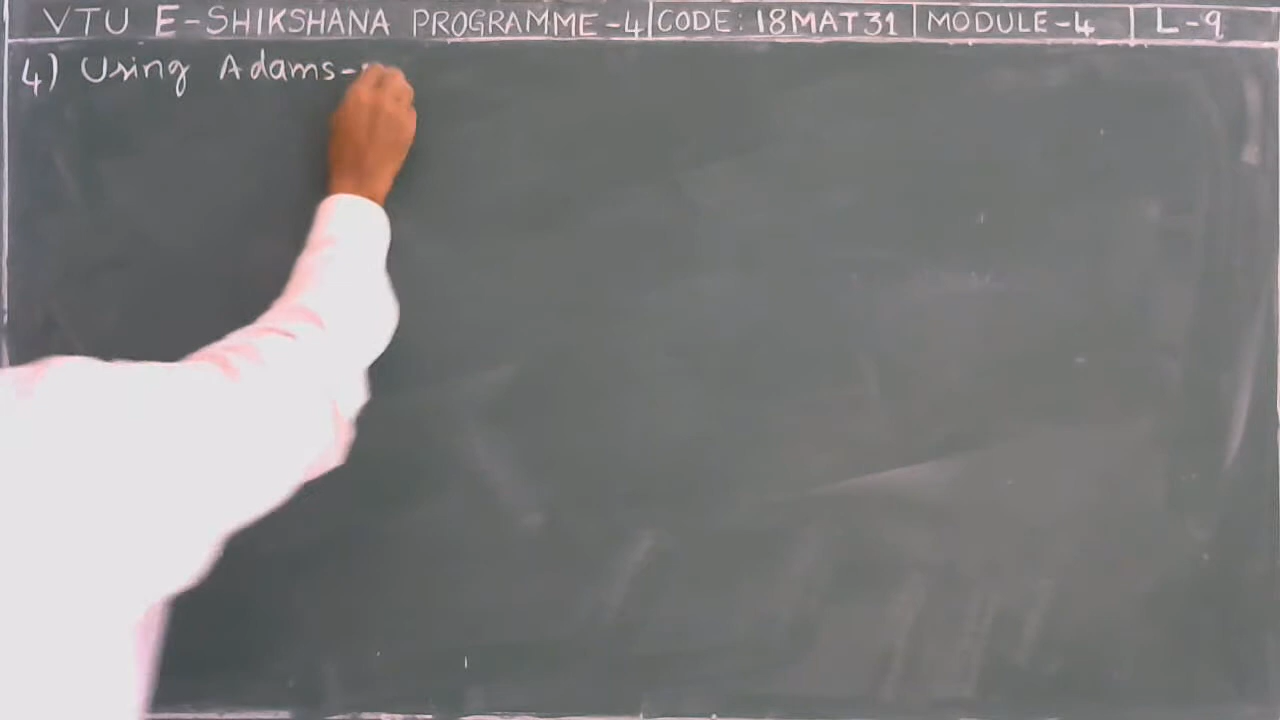 VTU E-SHIKSHANA PROGRAMME-4 CODE: 18MAT31 MODULE-4 L-9
4) Using Adams-